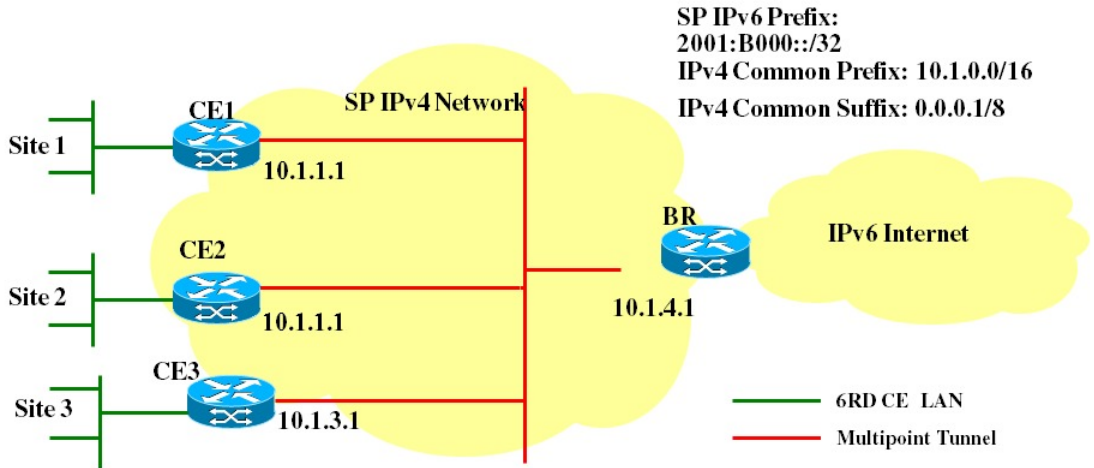 SP IPv6 Prefix:
2001:B000::/32
IPv4 Common Prefix: 10.1.0.0/16
IPv4 Common Suffix: 0.0.0.1/8
CE1
SP IPv4 Network
Site 1
10.1.1.1
BR
IPv6 Internet
CE2
Site 2
10.1.1.1
10.1.4.1
CE3
Site 3
10.1.3.1
6RD CE LAN
Multipoint Tunnel